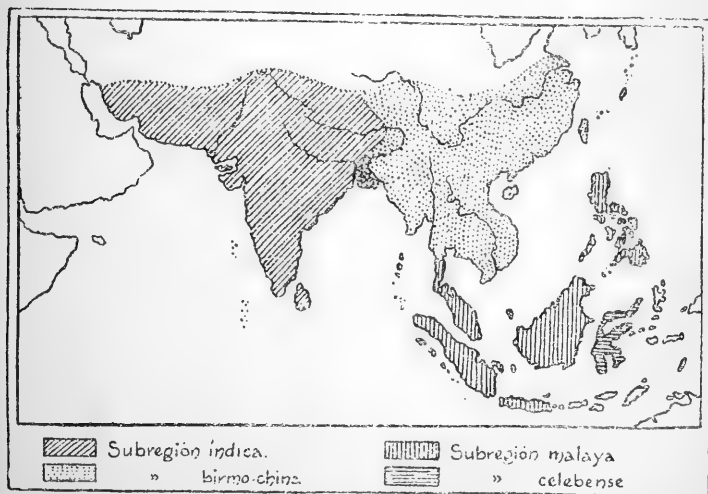 Subregión índica.
» birmo-china
Subregión malaya
» celebense